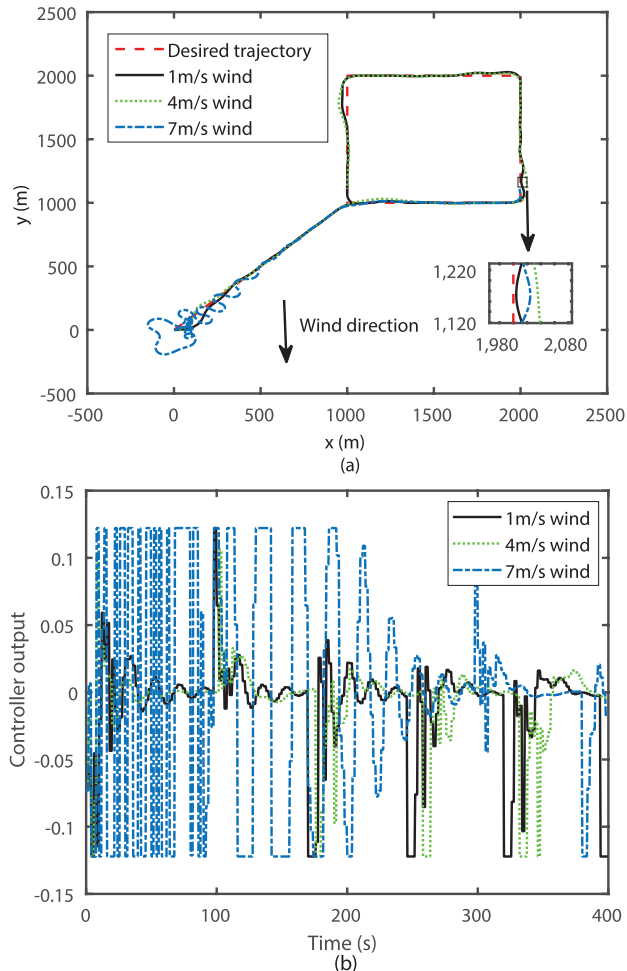 2000
1500
1000
500
0
-500
y (m)
Desired trajectory
1m/s wind
4m/s wind
7m/s wind
Wind direction
1,220
1,120
1,980 2,080
-500 0 500 1000 1500 2000 2500
x (m)
(a)
0.15
0.1
0.05
0
-0.05
-0.1
-0.15
Controller output
1m/s wind
4m/s wind
7m/s wind
0 100 200 300 400
Time (s)
(b)